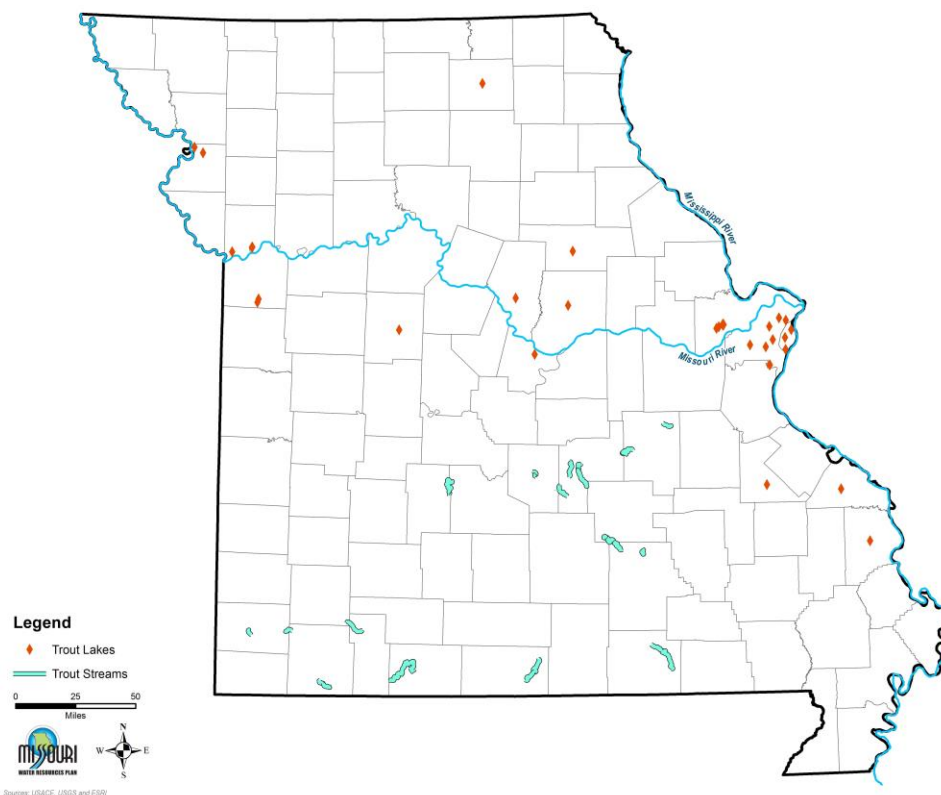 Mississippi River
Missouri River
Legend
Trout Lakes
Trout Streams
0 25 50
Miles
MISSOURI
WATER RESOURCES PLAN
N
W E
S
Sources: USACE, USGS and ESRI